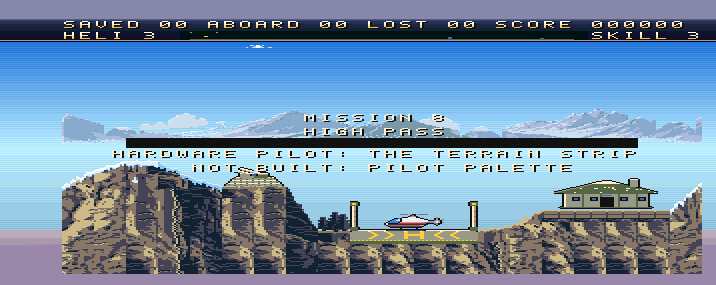 SAVED 00 ABOARD 00 LOST 00 SCORE 000000
HELI 3 SKILL 3
MISSION 8
HIGH PASS
HARDWARE PILOT: THE TERRAIN STRIP
NOT BUILT: PILOT PALETTE
H